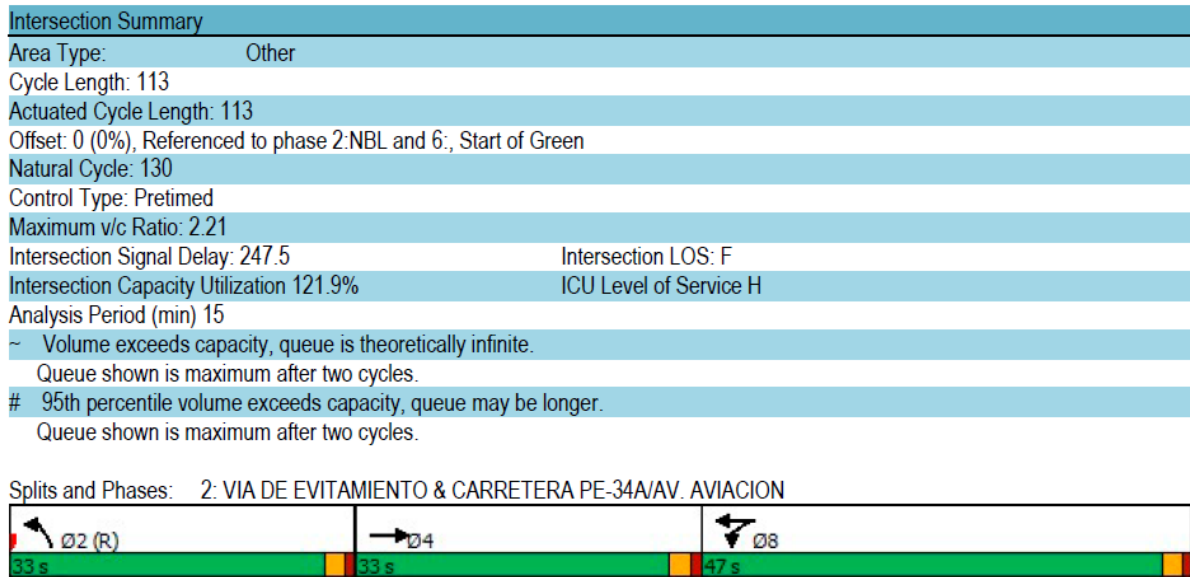 Intersection Summary
Area Type: Other
Cycle Length: 113
Actuated Cycle Length: 113
Offset: 0 (0%), Referenced to phase 2:NBL and 6:, Start of Green
Natural Cycle: 130
Control Type: Pretimed
Maximum v/c Ratio: 2.21
Intersection Signal Delay: 247.5 Intersection LOS: F
Intersection Capacity Utilization 121.9% ICU Level of Service H
Analysis Period (min) 15
~ Volume exceeds capacity, queue is theoretically infinite.
Queue shown is maximum after two cycles.
# 95th percentile volume exceeds capacity, queue may be longer.
Queue shown is maximum after two cycles.
Splits and Phases: 2: VIA DE EVITAMIENTO & CARRETERA PE-34A/AV. AVIACION
Ø2 (R) Ø4 Ø8
33 s 33 s 47 s